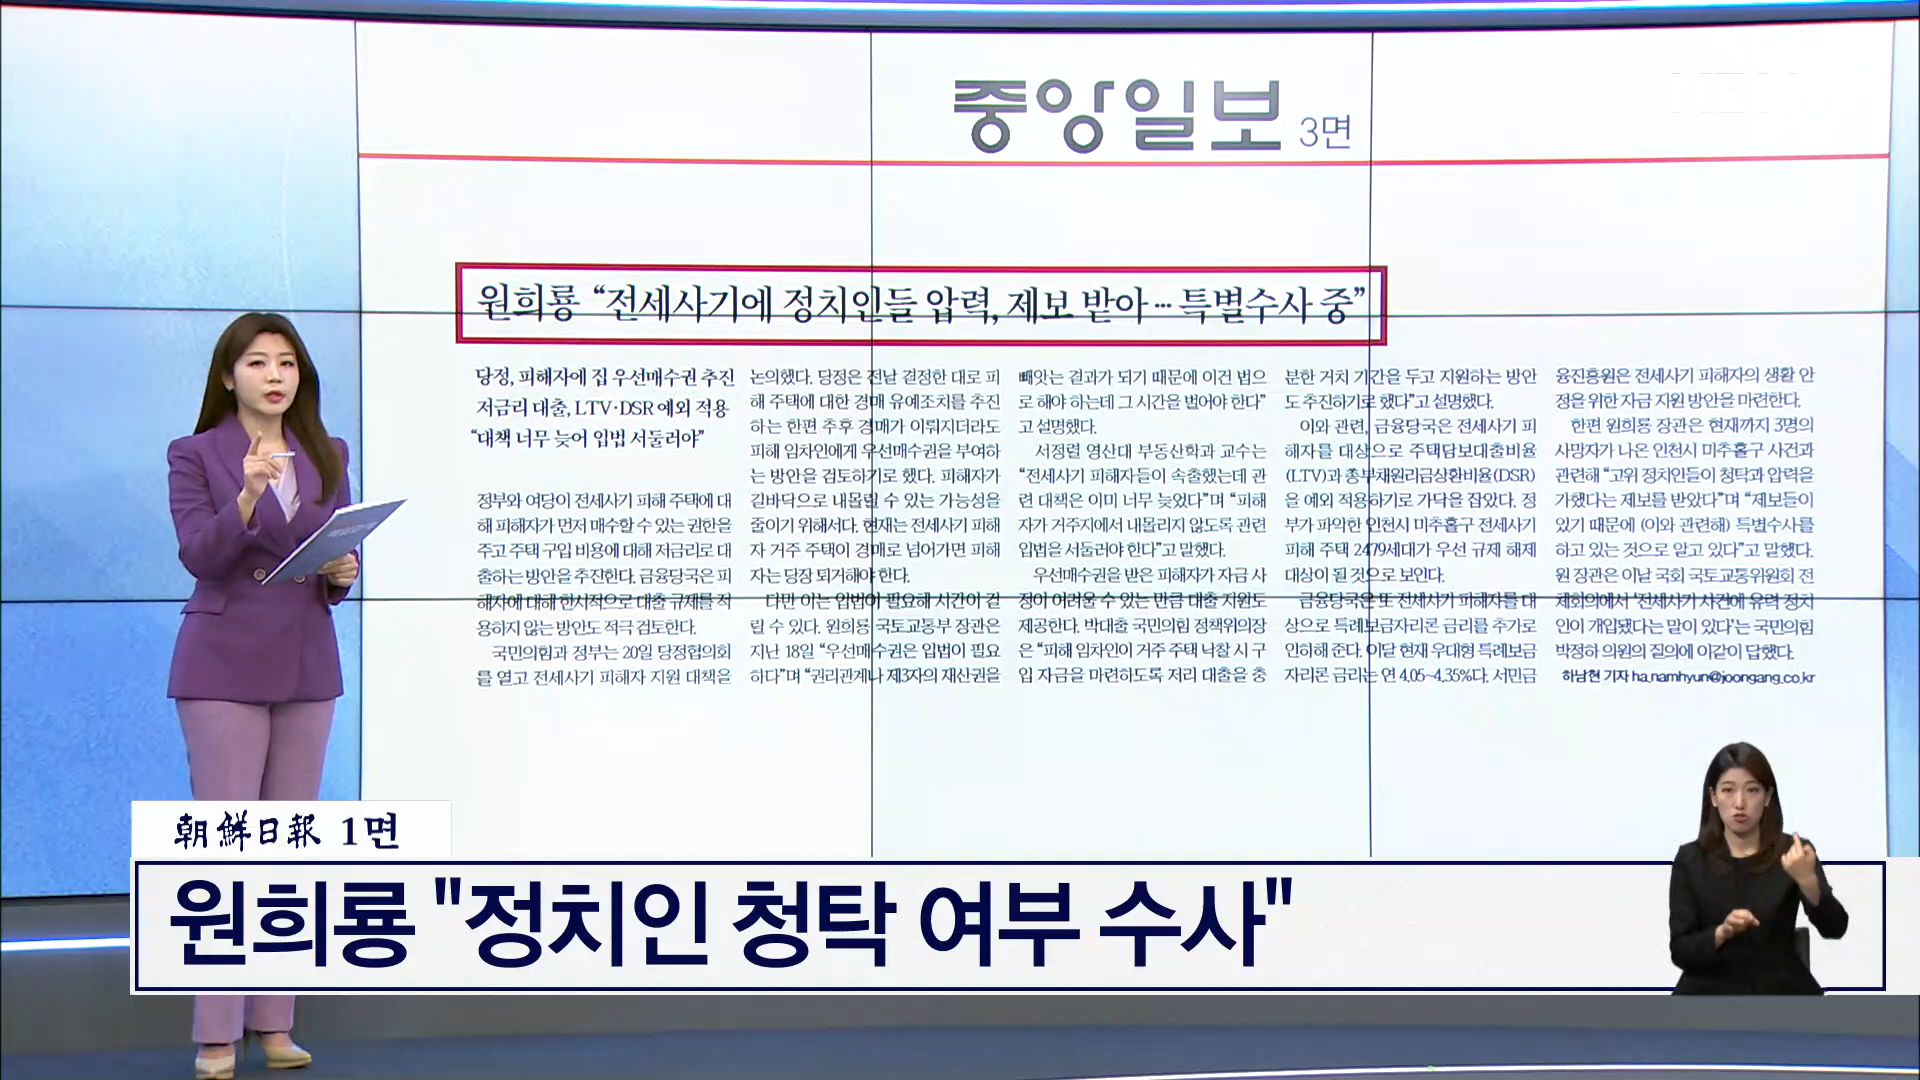 중앙일보 3면
원희룡 “전세사기에 정치인들 압력, 제보 받아… 특별수사 중”
당정, 피해자에 집 우선매수권 추진
저금리 대출, LTV·DSR 예외 적용
“대책 너무 늦어 입법 서둘러야”
정부와 여당이 전세사기 피해 주택에 대
해 피해자가 먼저 매수할 수 있는 권한을
주고 주택 구입 비용에 대해 저금리로 대
출하는 방안을 추진한다. 금융당국은 피
해자에 대해 한시적으로 대출 규제를 적
용하지 않는 방안도 적극 검토한다.
국민의힘과 정부는 20일 당정협의회
를 열고 전세사기 피해자 지원 대책을
논의했다. 당정은 전날 결정한 대로 피
해 주택에 대한 경매 유예조치를 추진
하는 한편 추후 경매가 이뤄지더라도
피해 임차인에게 우선매수권을 부여하
는 방안을 검토하기로 했다. 피해자가
길바닥으로 내몰릴 수 있는 가능성을
줄이기 위해서다. 현재는 전세사기 피해
자 거주 주택이 경매로 넘어가면 피해
자는 당장 퇴거해야 한다.
다만 이는 입법이 필요해 시간이 걸
릴 수 있다. 원희룡 국토교통부 장관은
지난 18일 “우선매수권은 입법이 필요
하다”며 “권리관계나 제3자의 재산권을
빼앗는 결과가 되기 때문에 이건 법으
로 해야 하는데 그 시간을 벌어야 한다”
고 설명했다.
서정렬 영산대 부동산학과 교수는
“전세사기 피해자들이 속출했는데 관
련 대책은 이미 너무 늦었다”며 “피해
자가 거주지에서 내몰리지 않도록 관련
입법을 서둘러야 한다”고 말했다.
우선매수권을 받은 피해자가 자금 사
정이 어려울 수 있는 만큼 대출 지원도
제공한다. 박대출 국민의힘 정책위의장
은 “피해 임차인이 거주 주택 낙찰 시 구
입 자금을 마련하도록 저리 대출을 충
분한 거치 기간을 두고 지원하는 방안
도 추진하기로 했다”고 설명했다.
이와 관련, 금융당국은 전세사기 피
해자를 대상으로 주택담보대출비율
(LTV)과 총부채원리금상환비율(DSR)
을 예외 적용하기로 가닥을 잡았다. 정
부가 파악한 인천시 미추홀구 전세사기
피해 주택 2479세대가 우선 규제 해제
대상이 될 것으로 보인다.
금융당국은 또 전세사기 피해자를 대
상으로 특례보금자리론 금리를 추가로
인하해 준다. 이달 현재 우대형 특례보금
자리론 금리는 연 4.05~4.35%다. 서민금
융진흥원은 전세사기 피해자의 생활 안
정을 위한 자금 지원 방안을 마련한다.
한편 원희룡 장관은 현재까지 3명의
사망자가 나온 인천시 미추홀구 사건과
관련해 “고위 정치인들이 청탁과 압력을
가했다는 제보를 받았다”며 “제보들이
있기 때문에 (이와 관련해) 특별수사를
하고 있는 것으로 알고 있다”고 말했다.
원 장관은 이날 국회 국토교통위원회 전
체회의에서 ‘전세사기 사건에 유력 정치
인이 개입됐다는 말이 있다’는 국민의힘
박정하 의원의 질의에 이같이 답했다.
하남현 기자 ha.namhyun@joongang.co.kr
朝鮮日報 1면
원희룡 "정치인 청탁 여부 수사"